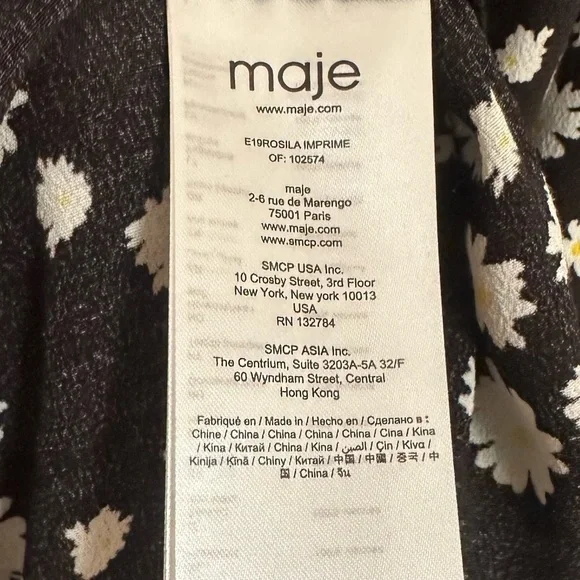 maje
www.maje.com
E19ROSILA IMPRIME
OF: 102574
maje
2-6 rue de Marengo
75001 Paris
www.maje.com
www.smcp.com
SMCP USA Inc.
10 Crosby Street, 3rd Floor
New York, New york 10013
USA
RN 132784
SMCP ASIA Inc.
The Centrium, Suite 3203A-5A 32/F
60 Wyndham Street, Central
Hong Kong
Fabriqué en / Made in / Hecho en / Сделано в :
Chine / China / China / China / China / Cina / Kina
/ Kína / Китай / China / Kina / الصين / Çin / Κίνα /
Kinija / Ķīnā / Chiny / Китай / 中国 / 中國 / 중국 / 中
国 / China / จีน